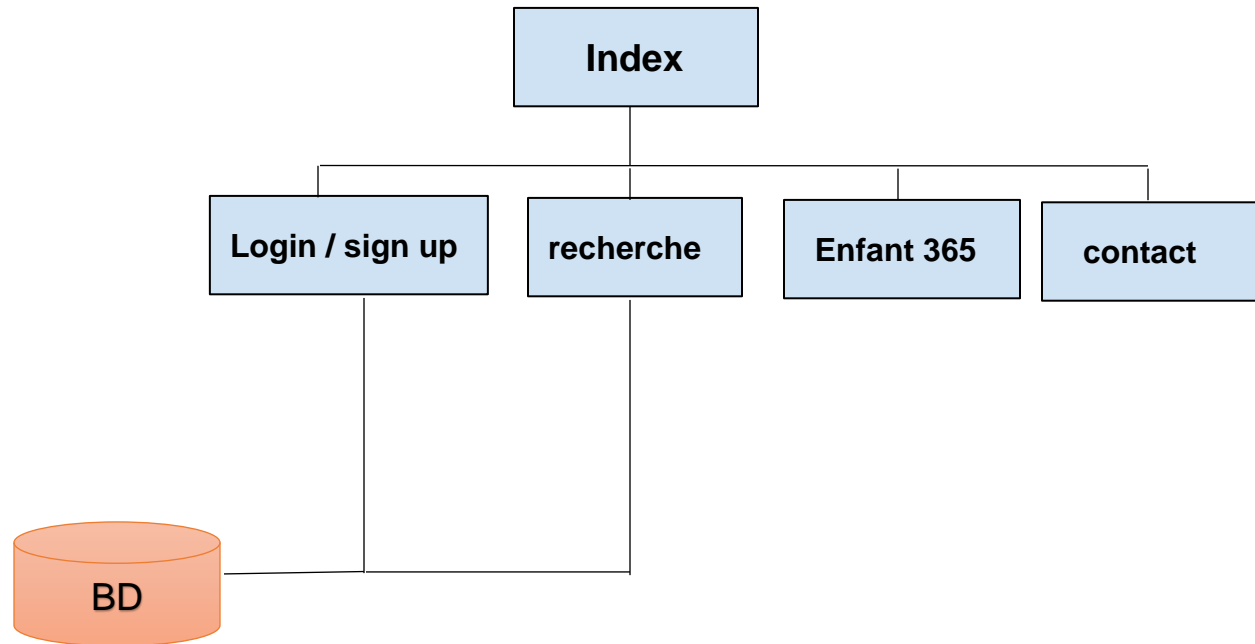 Index
Login / sign up
recherche
Enfant 365
contact
BD